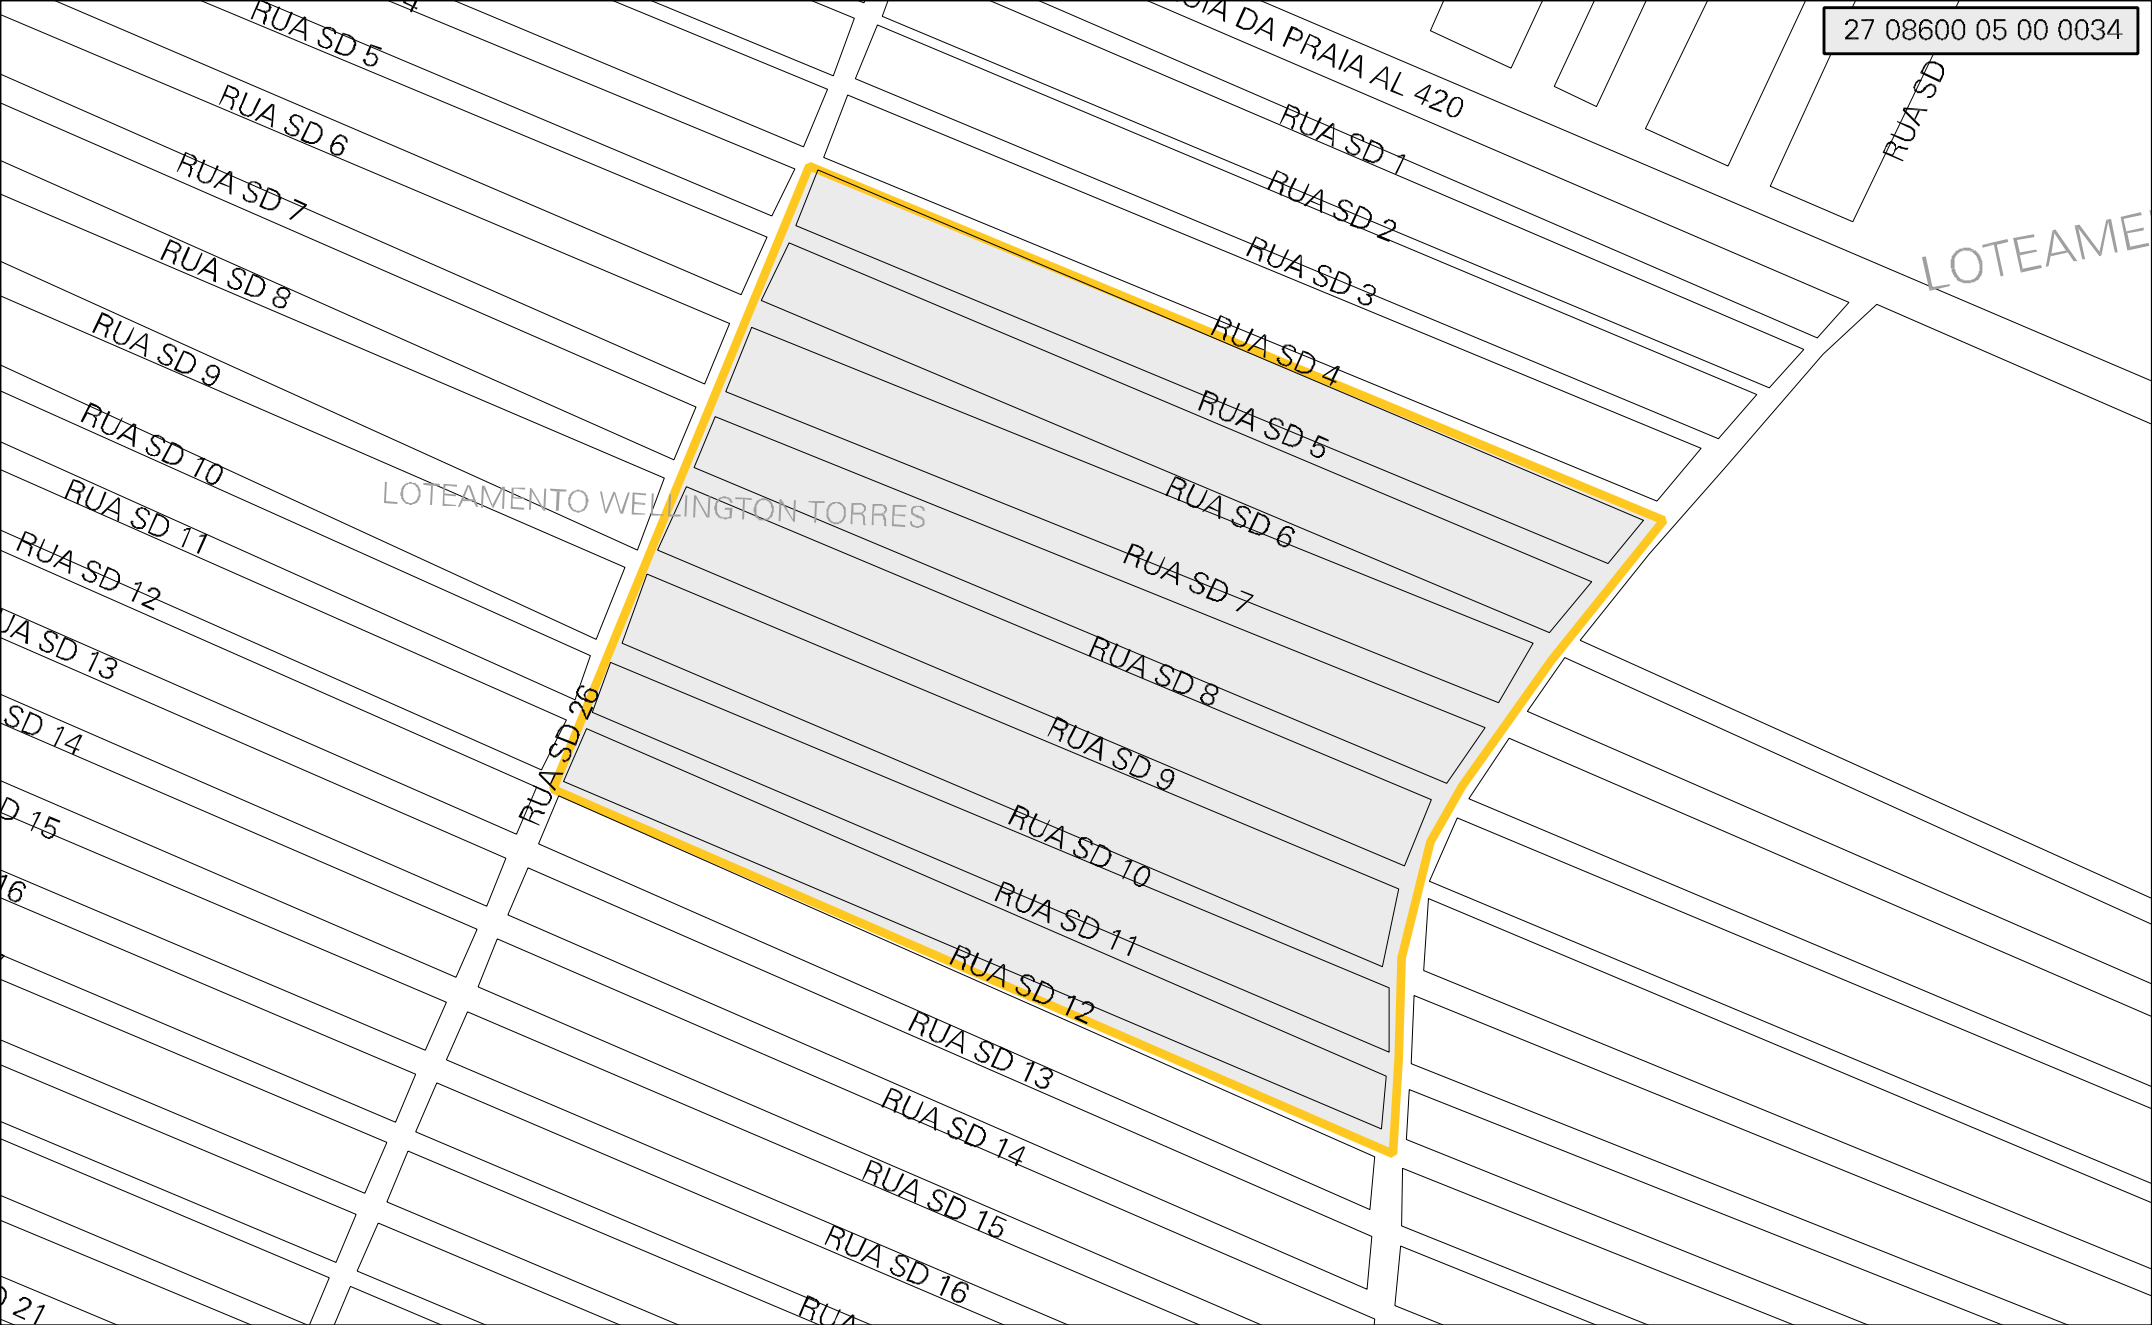 27 08600 05 00 0034
DA PRAIA AL 420
RUA SD
LOTEAME
RUA SD 5
RUA SD 6
RUA SD 7
RUA SD 8
RUA SD 9
RUA SD 10
RUA SD 11
RUA SD 12
SD 13
SD 14
15
16
21
LOTEAMENTO WELLINGTON TORRES
RUA SD 26
RUA SD 1
RUA SD 2
RUA SD 3
RUA SD 4
RUA SD 5
RUA SD 6
RUA SD 7
RUA SD 8
RUA SD 9
RUA SD 10
RUA SD 11
RUA SD 12
RUA SD 13
RUA SD 14
RUA SD 15
RUA SD 16
RUA